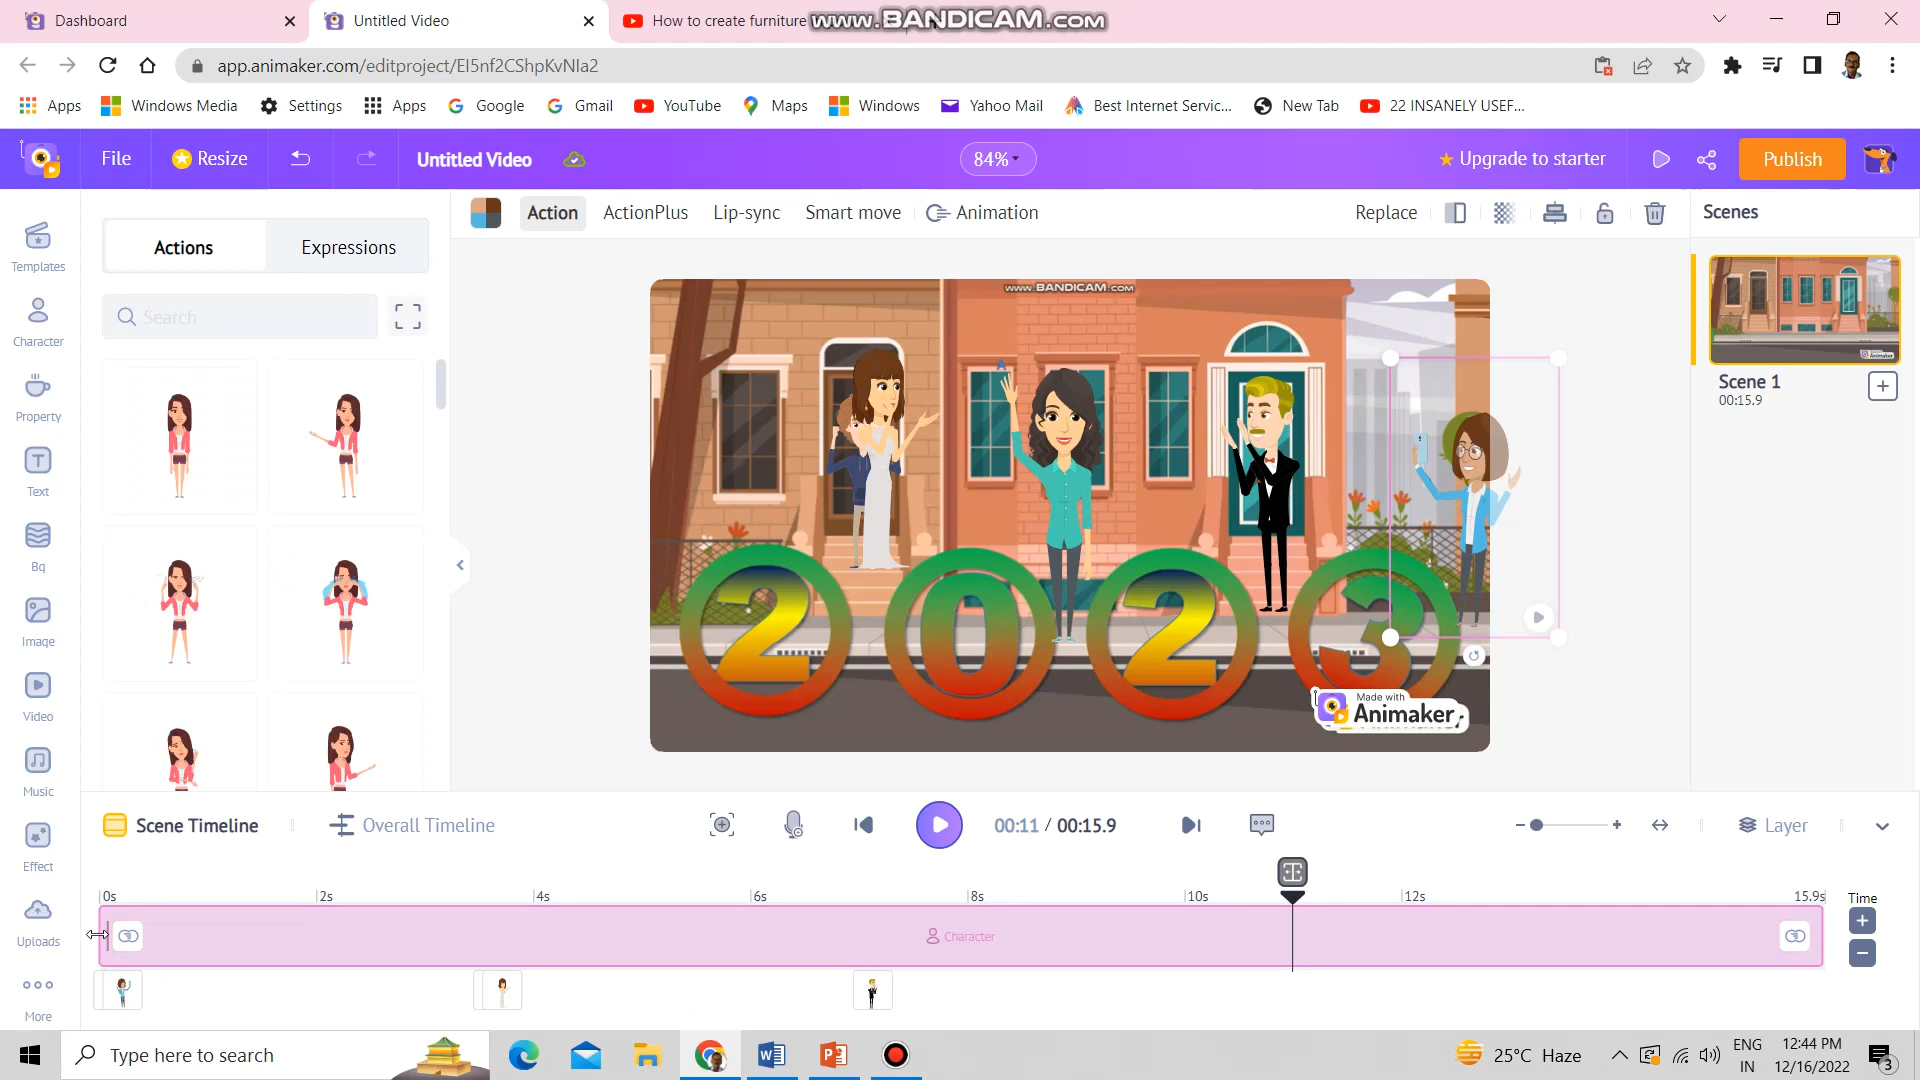 Dashboard
Untitled Video
How to create furniture
www.BANDICAM.com
app.animaker.com/editproject/EI5nf2CShpKvNIa2
Apps
Windows Media
Settings
Apps
Google
Gmail
YouTube
Maps
Windows
Yahoo Mail
Best Internet Servic...
New Tab
22 INSANELY USEF...
File
Resize
Untitled Video
84%
Upgrade to starter
Publish
Action
ActionPlus
Lip-sync
Smart move
Animation
Replace
Scenes
Templates
Character
Property
Text
Bq
Image
Video
Music
Effect
Uploads
More
Actions
Expressions
Search
www.BANDICAM.com
2023
Made with
Animaker
Scene 1
00:15.9
Scene Timeline
Overall Timeline
00:11 / 00:15.9
Layer
0s
2s
4s
6s
8s
10s
12s
15.9s
Time
Character
Type here to search
25°C Haze
ENG
IN
12:44 PM
12/16/2022
3